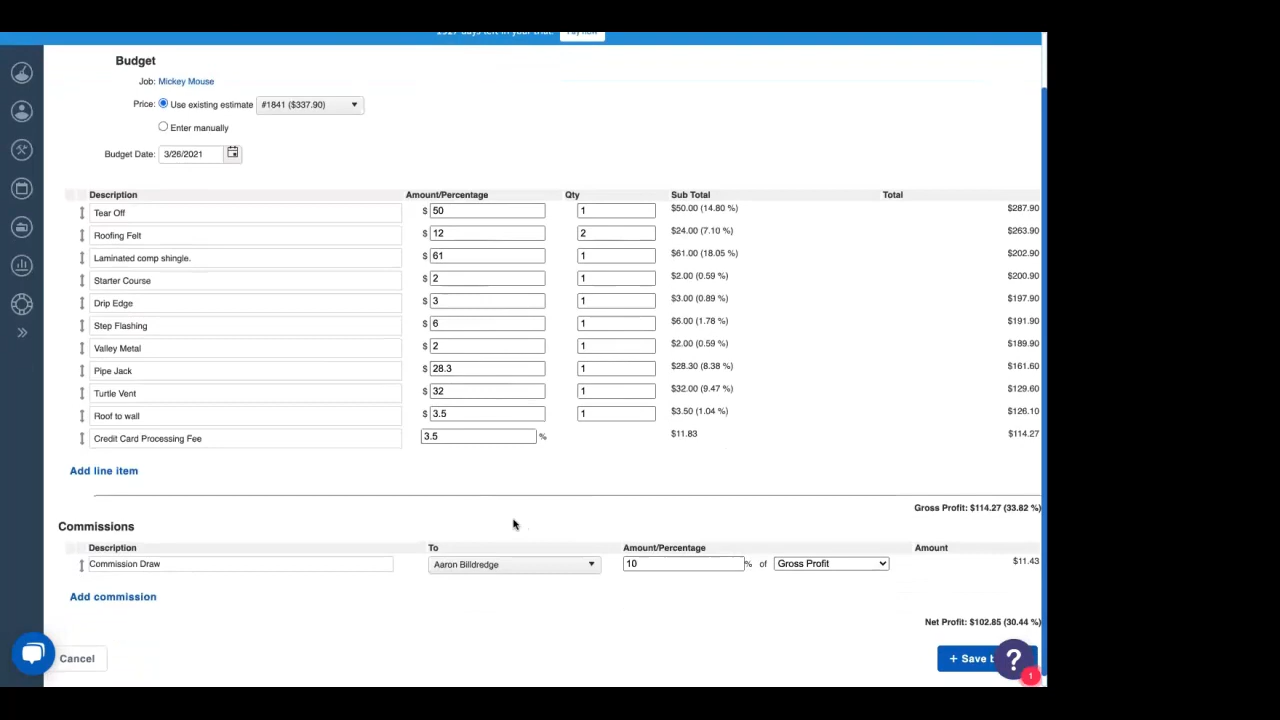 days left in your trial. Pay now
Budget
Job: Mickey Mouse
Price: Use existing estimate #1841 ($337.90)
Enter manually
Budget Date: 3/26/2021
Description Amount/Percentage Qty Sub Total Total
Tear Off $ 50 1 $50.00 (14.80 %) $287.90
Roofing Felt $ 12 2 $24.00 (7.10 %) $263.90
Laminated comp shingle. $ 61 1 $61.00 (18.05 %) $202.90
Starter Course $ 2 1 $2.00 (0.59 %) $200.90
Drip Edge $ 3 1 $3.00 (0.89 %) $197.90
Step Flashing $ 6 1 $6.00 (1.78 %) $191.90
Valley Metal $ 2 1 $2.00 (0.59 %) $189.90
Pipe Jack $ 28.3 1 $28.30 (8.38 %) $161.60
Turtle Vent $ 32 1 $32.00 (9.47 %) $129.60
Roof to wall $ 3.5 1 $3.50 (1.04 %) $126.10
Credit Card Processing Fee 3.5 % $11.83 $114.27
Add line item
Gross Profit: $114.27 (33.82 %)
Commissions
Description To Amount/Percentage Amount
Commission Draw Aaron Billdredge 10 % of Gross Profit $11.43
Add commission
Net Profit: $102.85 (30.44 %)
Cancel + Save ?
1